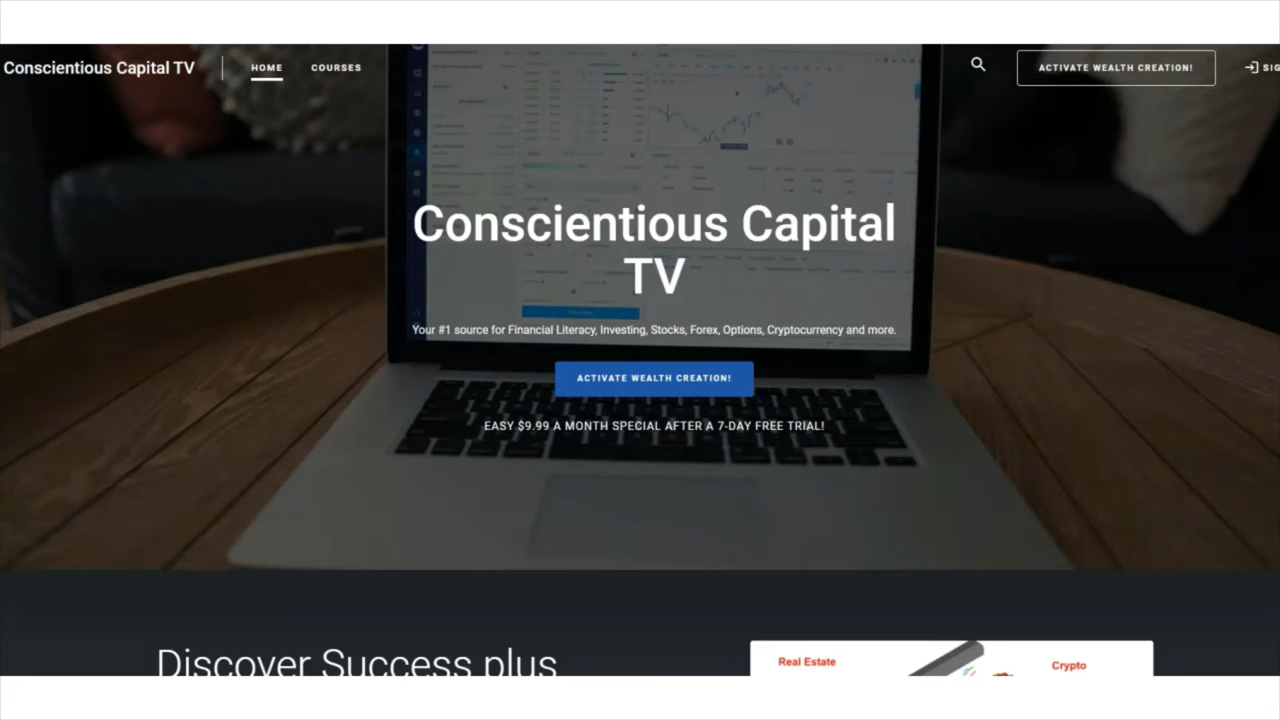 Conscientious Capital TV
HOME
COURSES
ACTIVATE WEALTH CREATION!
SIG
Conscientious Capital
TV
Your #1 source for Financial Literacy, Investing, Stocks, Forex, Options, Cryptocurrency and more.
ACTIVATE WEALTH CREATION!
EASY $9.99 A MONTH SPECIAL AFTER A 7-DAY FREE TRIAL!
Discover Success plus
Real Estate
Crypto